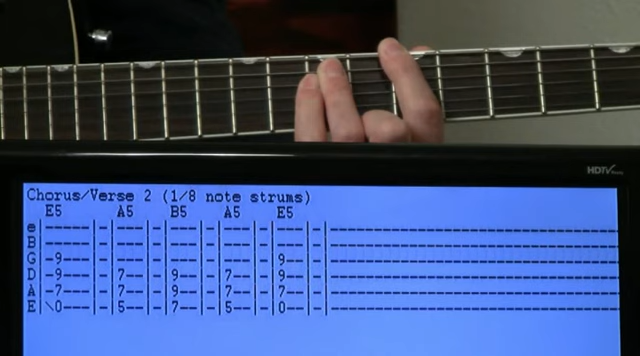 HDTV
Chorus/Verse 2 (1/8 note strums)
E5 A5 B5 A5 E5
e|-----|-|----|-|----|-|----|-|----|-|------------------------------------
B|-----|-|----|-|----|-|----|-|----|-|------------------------------------
G|-9---|-|----|-|----|-|----|-|9---|-|------------------------------------
D|-9---|-|7---|-|9---|-|7---|-|9---|-|------------------------------------
A|-7---|-|7---|-|9---|-|7---|-|7---|-|------------------------------------
E|\0---|-|5---|-|7---|-|5---|-|0---|-|------------------------------------